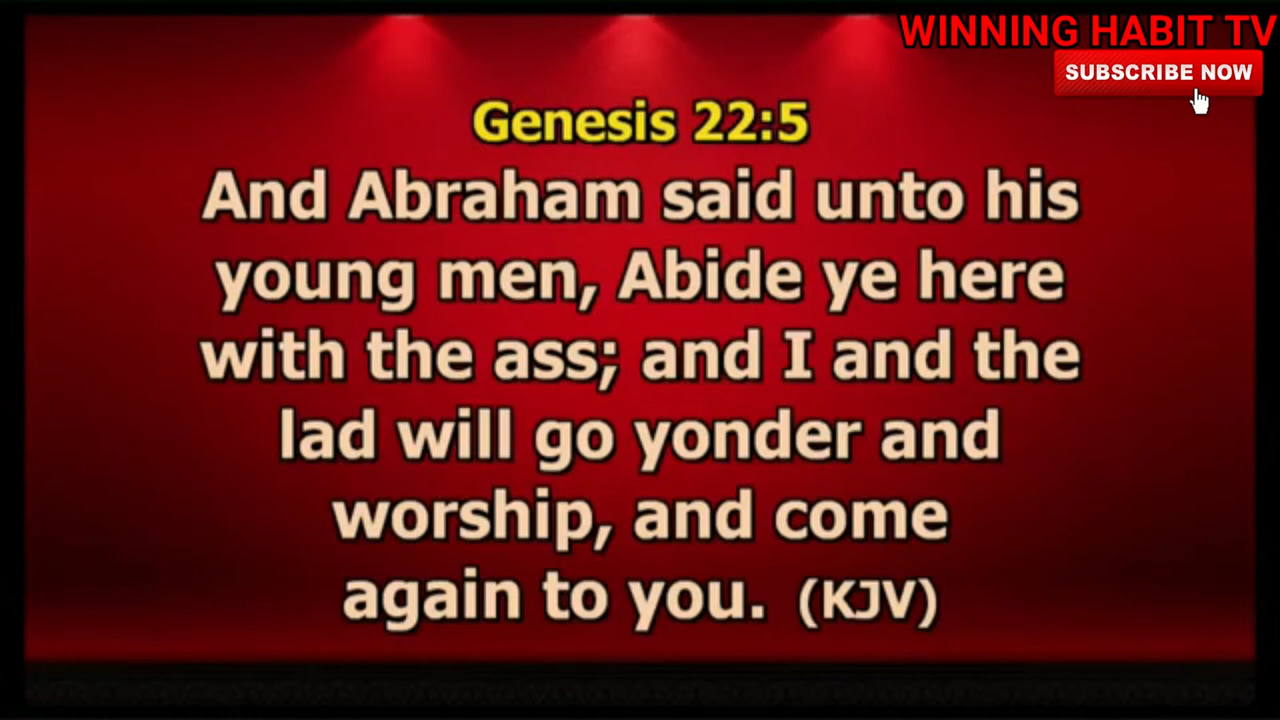 WINNING HABIT TV
SUBSCRIBE NOW
Genesis 22:5
And Abraham said unto his
young men, Abide ye here
with the ass; and I and the
lad will go yonder and
worship, and come
again to you. (KJV)